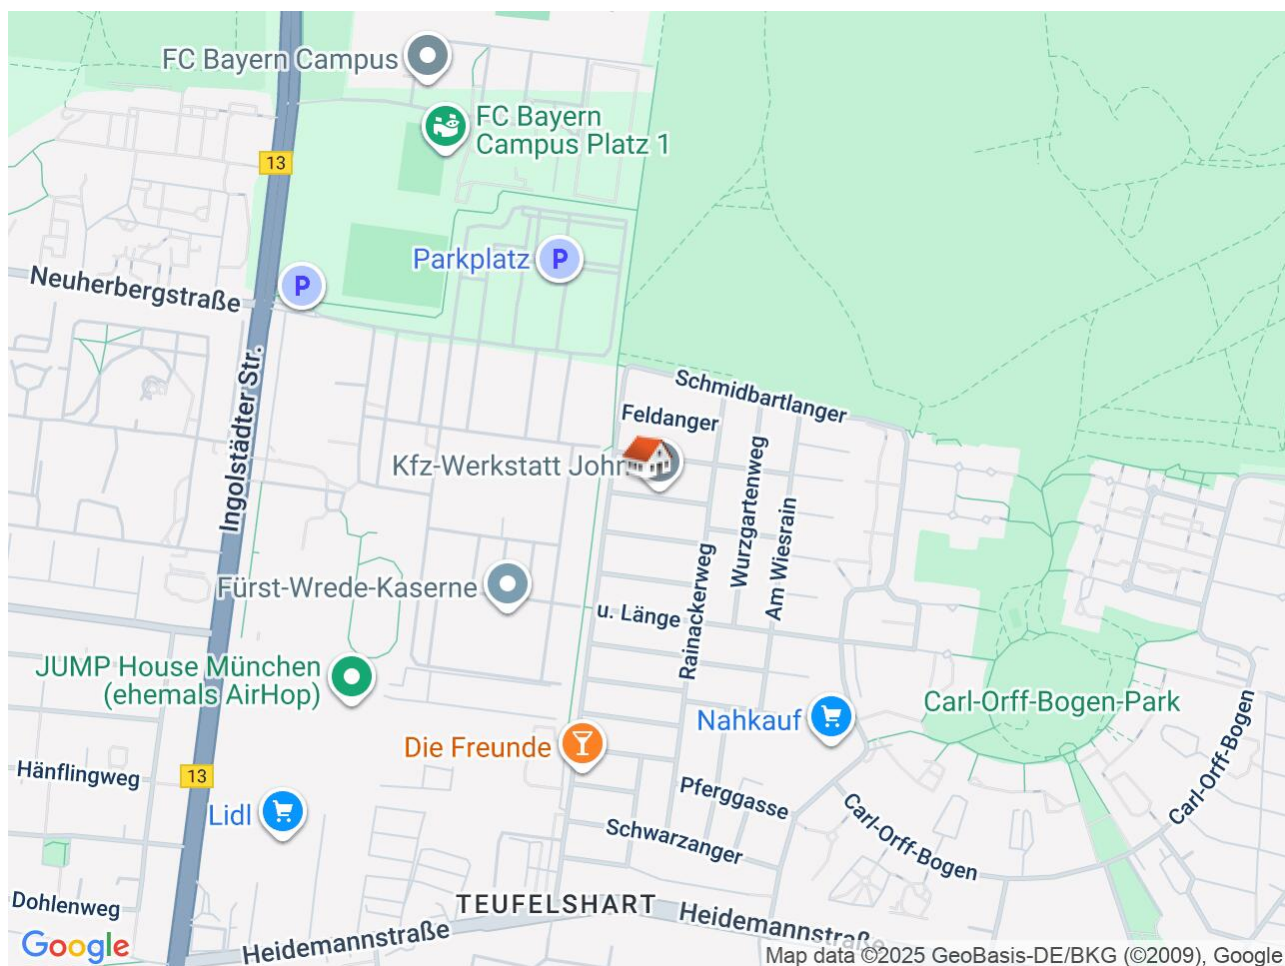 FC Bayern Campus
FC Bayern
Campus Platz 1
13
Parkplatz
P
Neuherbergstraße
P
Schmidbartlanger
Feldanger
Ingolstädter Str.
Kfz-Werkstatt Johr
Wurzgartenweg
Am Wiesrain
Rainackerweg
Fürst-Wrede-Kaserne
u. Länge
JUMP House München
(ehemals AirHop)
Nahkauf
Carl-Orff-Bogen-Park
Die Freunde
Hänflingweg
13
Lidl
Pferggasse
Carl-Orff-Bogen
Carl-Orff-Bogen
Schwarzanger
Dohlenweg
TEUFELSHART
Heidemannstraße
Heidemannstraße
Google
Map data ©2025 GeoBasis-DE/BKG (©2009), Google